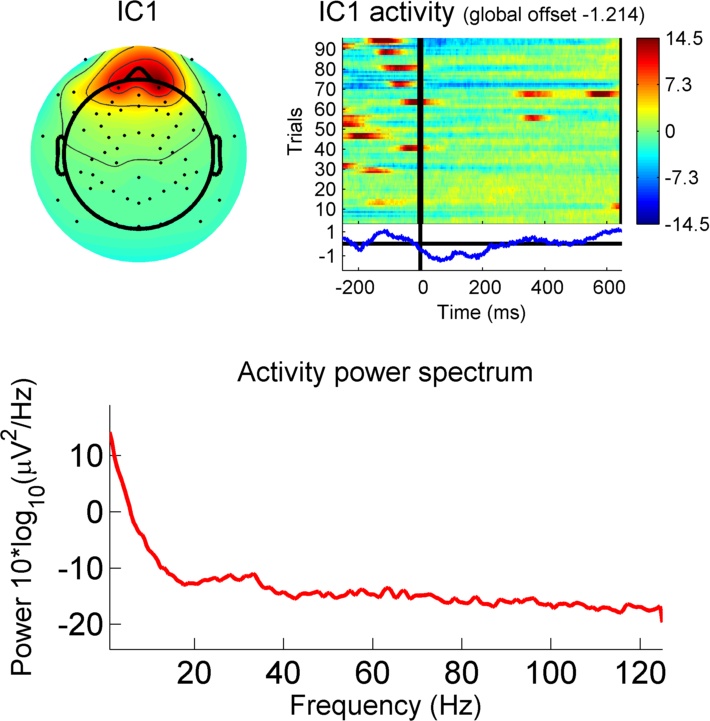 IC1
IC1 activity (global offset -1.214)
Trials
90
80
70
60
50
40
30
20
10
14.5
7.3
0
-7.3
-14.5
1
-1
-200 0 200 400 600
Time (ms)
Activity power spectrum
Power 10*log10(μV2/Hz)
10
0
-10
-20
20 40 60 80 100 120
Frequency (Hz)